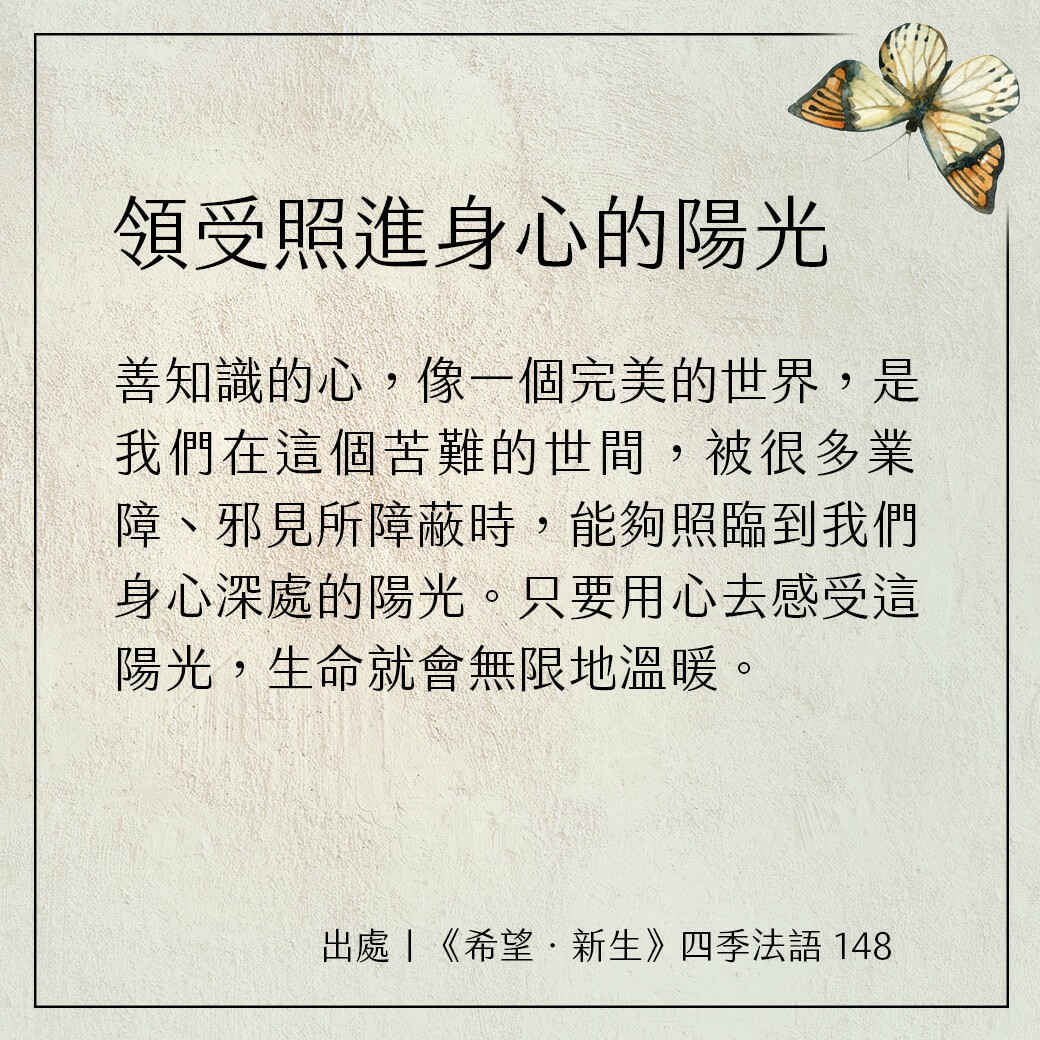 領受照進身心的陽光
善知識的心，像一個完美的世界，是
我們在這個苦難的世間，被很多業
障、邪見所障蔽時，能夠照臨到我們
身心深處的陽光。只要用心去感受這
陽光，生命就會無限地溫暖。
出處｜《希望．新生》四季法語 148